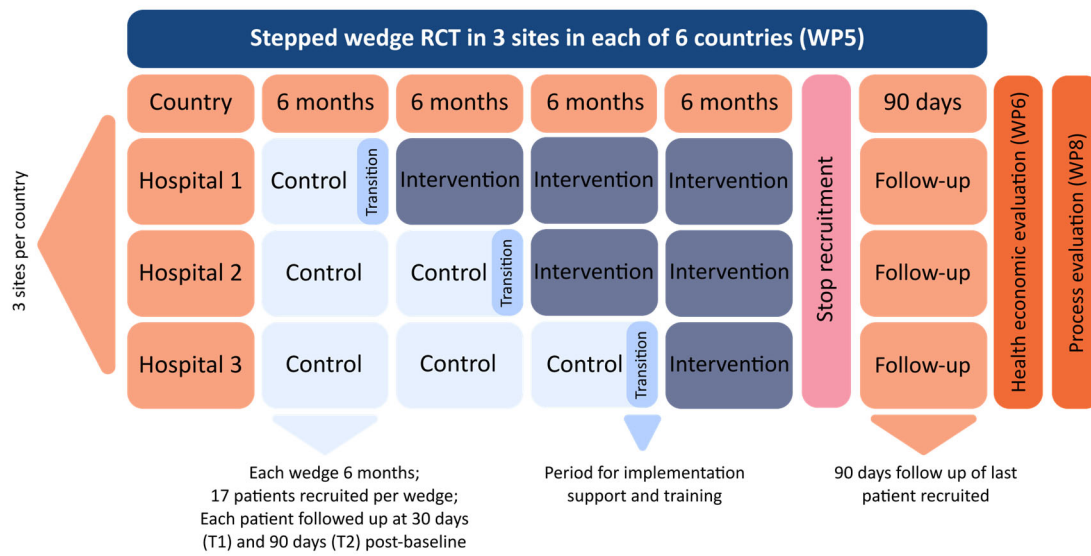 Stepped wedge RCT in 3 sites in each of 6 countries (WP5)
Country
6 months
6 months
6 months
6 months
Stop recruitment
90 days
Health economic evaluation (WP6)
Process evaluation (WP8)
3 sites per country
Hospital 1
Control
Transition
Intervention
Intervention
Intervention
Follow-up
Hospital 2
Control
Control
Transition
Intervention
Intervention
Follow-up
Hospital 3
Control
Control
Control
Transition
Intervention
Follow-up
Each wedge 6 months;
17 patients recruited per wedge;
Each patient followed up at 30 days
(T1) and 90 days (T2) post-baseline
Period for implementation
support and training
90 days follow up of last
patient recruited